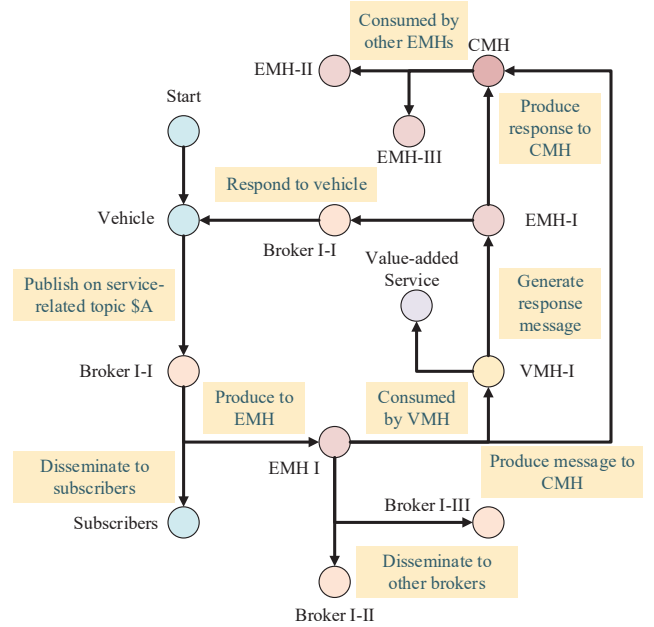 Consumed by
other EMHs
CMH
EMH-II
Start
EMH-III
Produce
response to
CMH
Respond to vehicle
Vehicle
Broker I-I
EMH-I
Value-added
Service
Publish on service-
related topic $A
Generate
response
message
Broker I-I
VMH-I
Produce to
EMH
Consumed
by VMH
Disseminate to
subscribers
EMH I
Produce message to
CMH
Subscribers
Broker I-III
Disseminate to
other brokers
Broker I-II